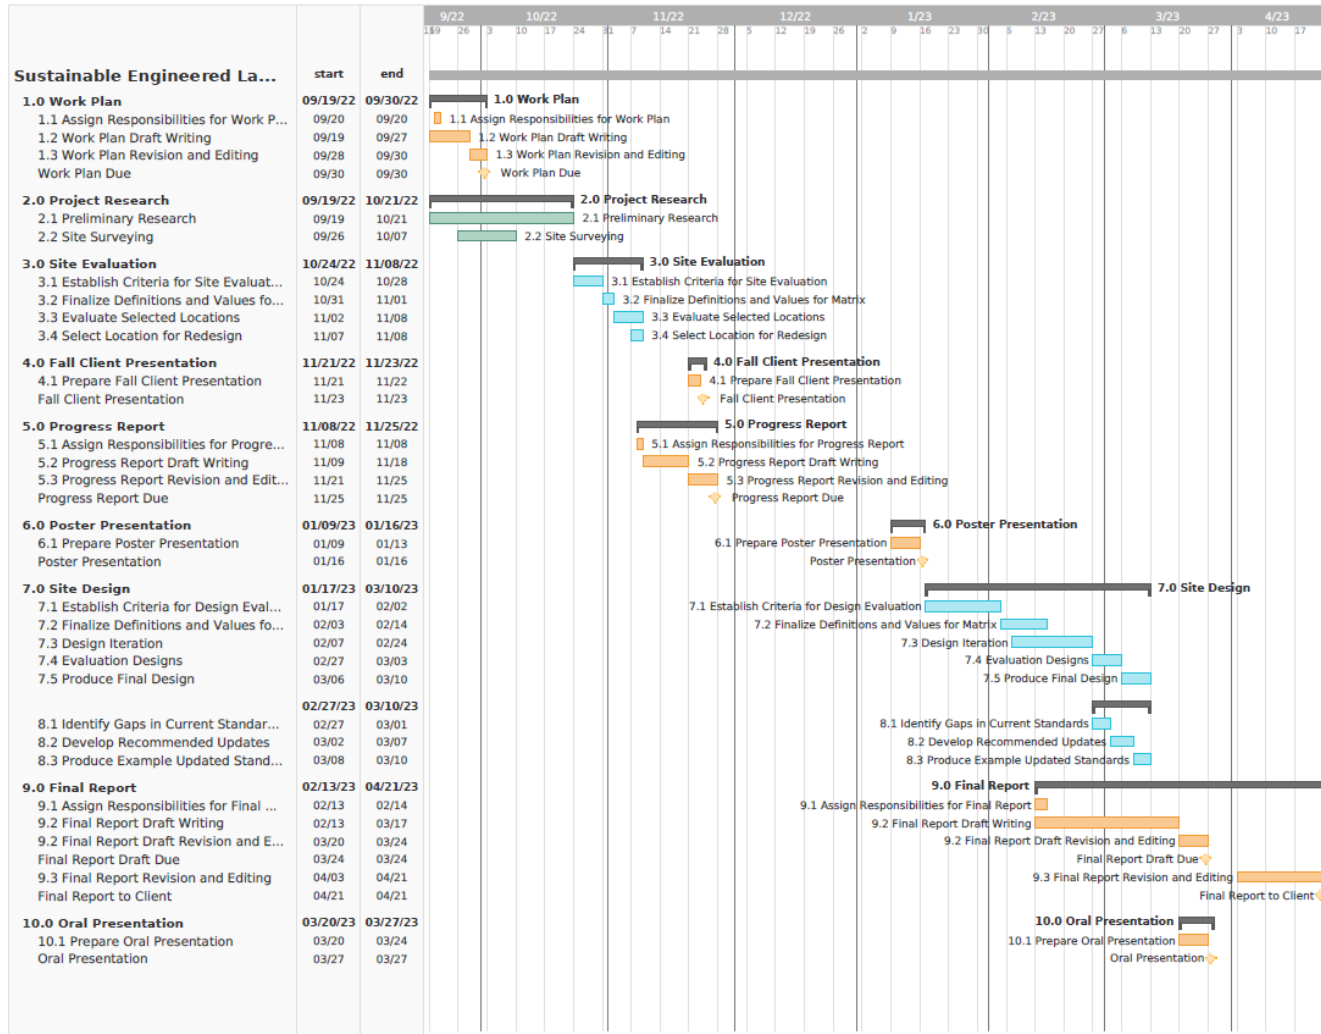 9/22 10/22 11/22 12/22 1/23 2/23 3/23 4/23
19 26 3 10 17 24 31 7 14 21 28 5 12 19 26 2 9 16 23 30 5 13 20 27 6 13 20 27 3 10 17
Sustainable Engineered La... start end
1.0 Work Plan 09/19/22 09/30/22 1.0 Work Plan
1.1 Assign Responsibilities for Work P... 09/20 09/20 1.1 Assign Responsibilities for Work Plan
1.2 Work Plan Draft Writing 09/19 09/27 1.2 Work Plan Draft Writing
1.3 Work Plan Revision and Editing 09/28 09/30 1.3 Work Plan Revision and Editing
Work Plan Due 09/30 09/30 Work Plan Due
2.0 Project Research 09/19/22 10/21/22 2.0 Project Research
2.1 Preliminary Research 09/19 10/21 2.1 Preliminary Research
2.2 Site Surveying 09/26 10/07 2.2 Site Surveying
3.0 Site Evaluation 10/24/22 11/08/22 3.0 Site Evaluation
3.1 Establish Criteria for Site Evaluat... 10/24 10/28 3.1 Establish Criteria for Site Evaluation
3.2 Finalize Definitions and Values fo... 10/31 11/01 3.2 Finalize Definitions and Values for Matrix
3.3 Evaluate Selected Locations 11/02 11/08 3.3 Evaluate Selected Locations
3.4 Select Location for Redesign 11/07 11/08 3.4 Select Location for Redesign
4.0 Fall Client Presentation 11/21/22 11/23/22 4.0 Fall Client Presentation
4.1 Prepare Fall Client Presentation 11/21 11/22 4.1 Prepare Fall Client Presentation
Fall Client Presentation 11/23 11/23 Fall Client Presentation
5.0 Progress Report 11/08/22 11/25/22 5.0 Progress Report
5.1 Assign Responsibilities for Progre... 11/08 11/08 5.1 Assign Responsibilities for Progress Report
5.2 Progress Report Draft Writing 11/09 11/18 5.2 Progress Report Draft Writing
5.3 Progress Report Revision and Edit... 11/21 11/25 5.3 Progress Report Revision and Editing
Progress Report Due 11/25 11/25 Progress Report Due
6.0 Poster Presentation 01/09/23 01/16/23 6.0 Poster Presentation
6.1 Prepare Poster Presentation 01/09 01/13 6.1 Prepare Poster Presentation
Poster Presentation 01/16 01/16 Poster Presentation
7.0 Site Design 01/17/23 03/10/23 7.0 Site Design
7.1 Establish Criteria for Design Eval... 01/17 02/02 7.1 Establish Criteria for Design Evaluation
7.2 Finalize Definitions and Values fo... 02/03 02/14 7.2 Finalize Definitions and Values for Matrix
7.3 Design Iteration 02/07 02/24 7.3 Design Iteration
7.4 Evaluation Designs 02/27 03/03 7.4 Evaluation Designs
7.5 Produce Final Design 03/06 03/10 7.5 Produce Final Design
02/27/23 03/10/23
8.1 Identify Gaps in Current Standar... 02/27 03/01 8.1 Identify Gaps in Current Standards
8.2 Develop Recommended Updates 03/02 03/07 8.2 Develop Recommended Updates
8.3 Produce Example Updated Stand... 03/08 03/10 8.3 Produce Example Updated Standards
9.0 Final Report 02/13/23 04/21/23 9.0 Final Report
9.1 Assign Responsibilities for Final ... 02/13 02/14 9.1 Assign Responsibilities for Final Report
9.2 Final Report Draft Writing 02/13 03/17 9.2 Final Report Draft Writing
9.2 Final Report Draft Revision and E... 03/20 03/24 9.2 Final Report Draft Revision and Editing
Final Report Draft Due 03/24 03/24 Final Report Draft Due
9.3 Final Report Revision and Editing 04/03 04/21 9.3 Final Report Revision and Editing
Final Report to Client 04/21 04/21 Final Report to Client
10.0 Oral Presentation 03/20/23 03/27/23 10.0 Oral Presentation
10.1 Prepare Oral Presentation 03/20 03/24 10.1 Prepare Oral Presentation
Oral Presentation 03/27 03/27 Oral Presentation